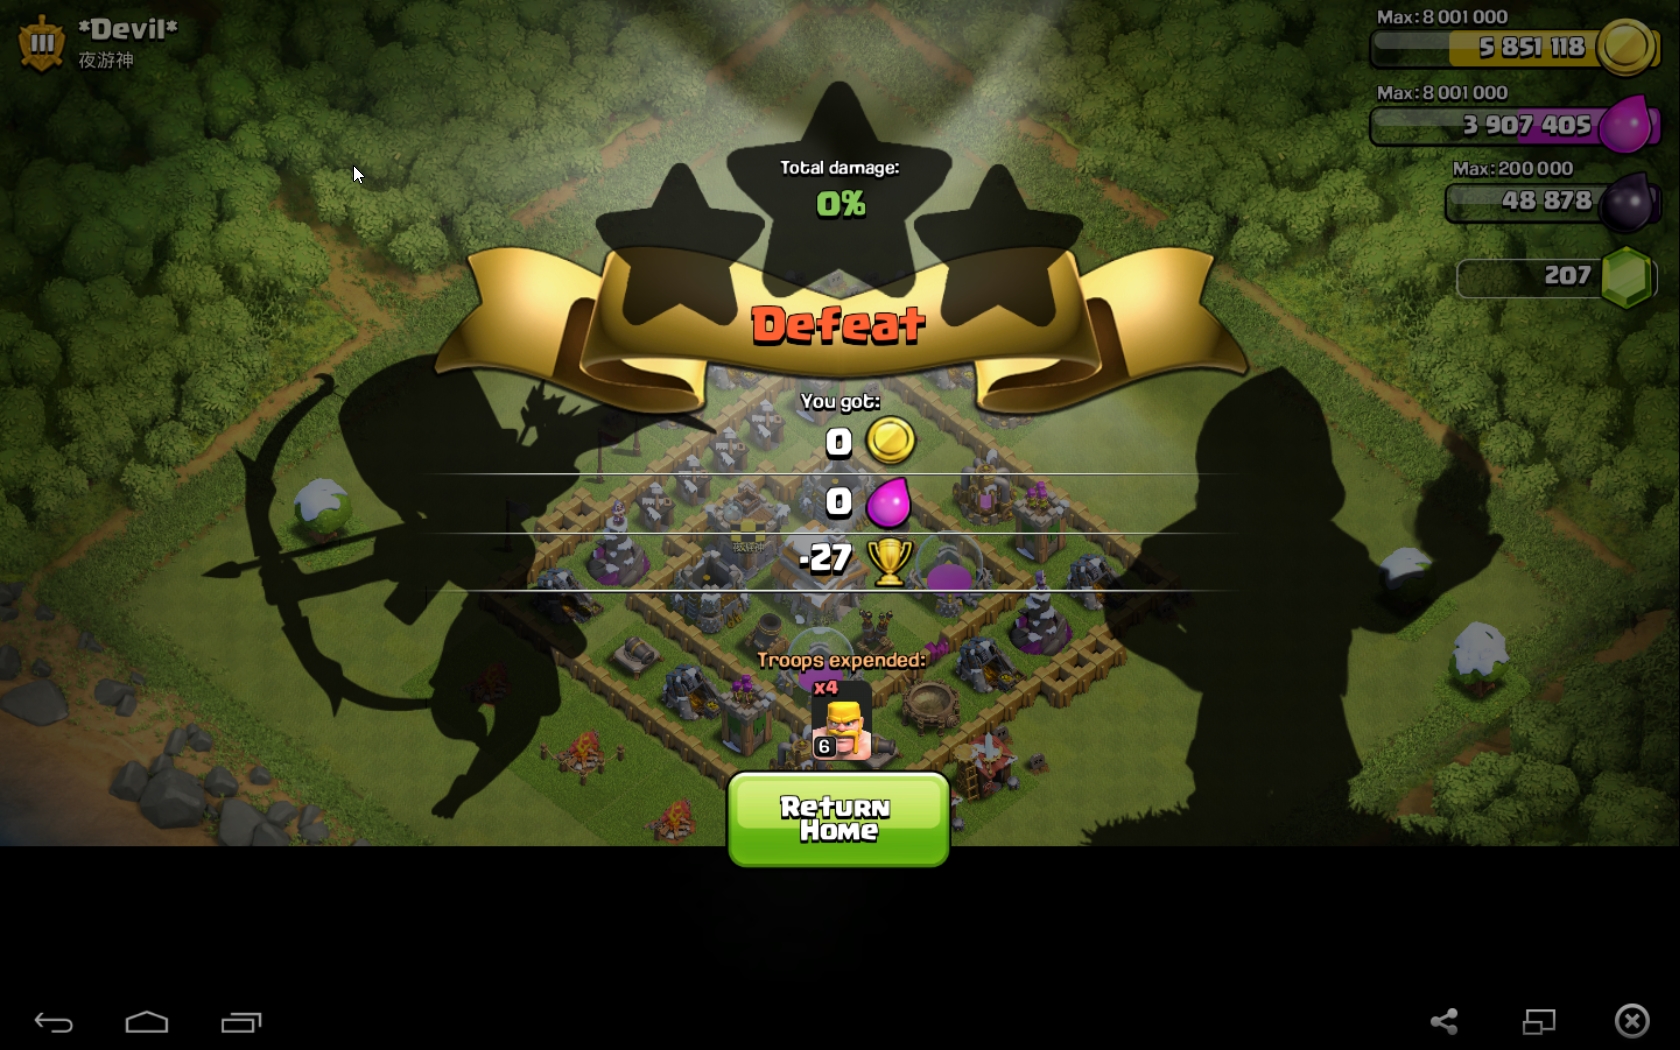 *Devil*
夜游神
III
Max: 8 001 000
5 851 118
Max: 8 001 000
3 907 405
Max: 200 000
48 878
207
Total damage:
0%
Defeat
You got:
0
0
-27
Troops expended:
x4
6
Return
Home